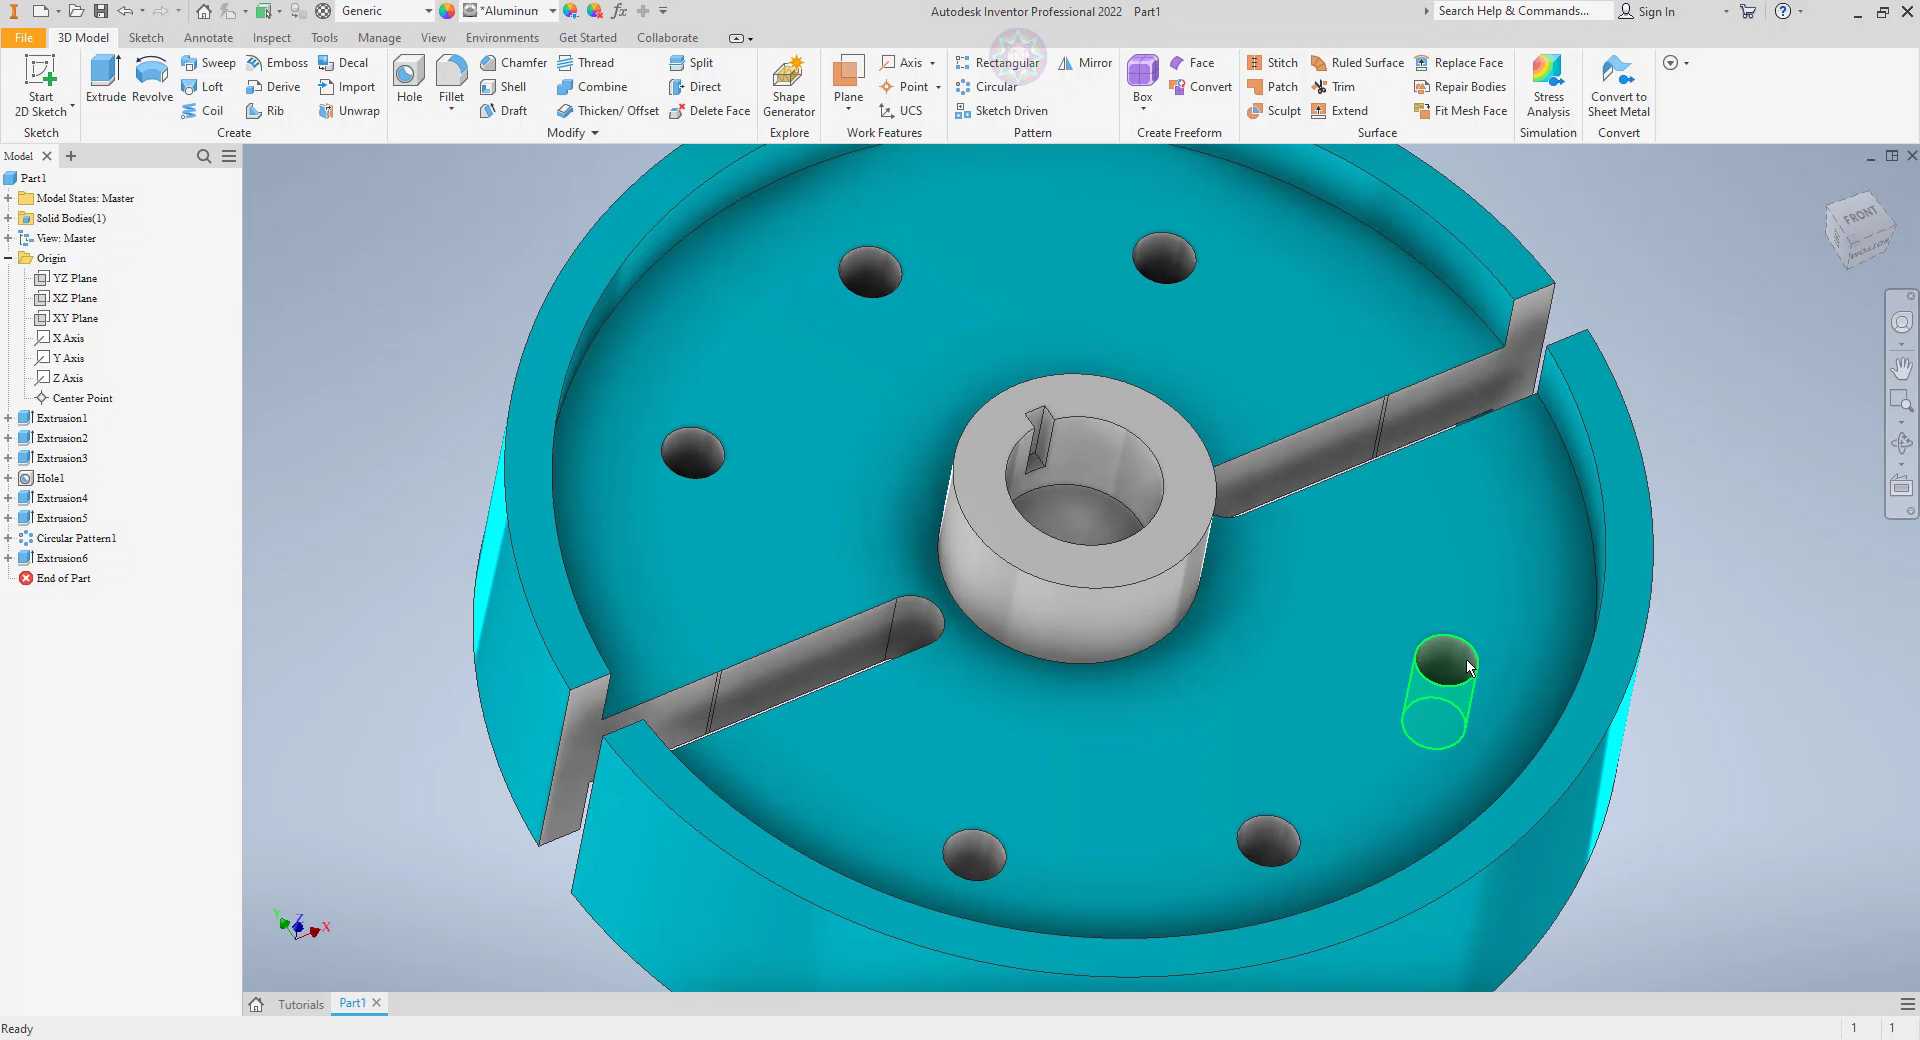 Generic
*Aluminun
Autodesk Inventor Professional 2022 Part1
Search Help & Commands...
Sign In
File
3D Model
Sketch
Annotate
Inspect
Tools
Manage
View
Environments
Get Started
Collaborate
Start
2D Sketch
Sketch
Extrude
Revolve
Sweep
Loft
Coil
Emboss
Derive
Rib
Decal
Import
Unwrap
Create
Hole
Fillet
Chamfer
Shell
Draft
Thread
Combine
Thicken/ Offset
Split
Direct
Delete Face
Modify
Shape
Generator
Explore
Plane
Axis
Point
UCS
Work Features
Rectangular
Circular
Sketch Driven
Mirror
Pattern
Box
Face
Convert
Create Freeform
Stitch
Patch
Sculpt
Ruled Surface
Trim
Extend
Replace Face
Repair Bodies
Fit Mesh Face
Surface
Stress
Analysis
Simulation
Convert to
Sheet Metal
Convert
Model
Part1
Model States: Master
Solid Bodies(1)
View: Master
Origin
YZ Plane
XZ Plane
XY Plane
X Axis
Y Axis
Z Axis
Center Point
Extrusion1
Extrusion2
Extrusion3
Hole1
Extrusion4
Extrusion5
Circular Pattern1
Extrusion6
End of Part
FRONT
BOTTOM
Y
Z
X
Tutorials
Part1
Ready
1
1